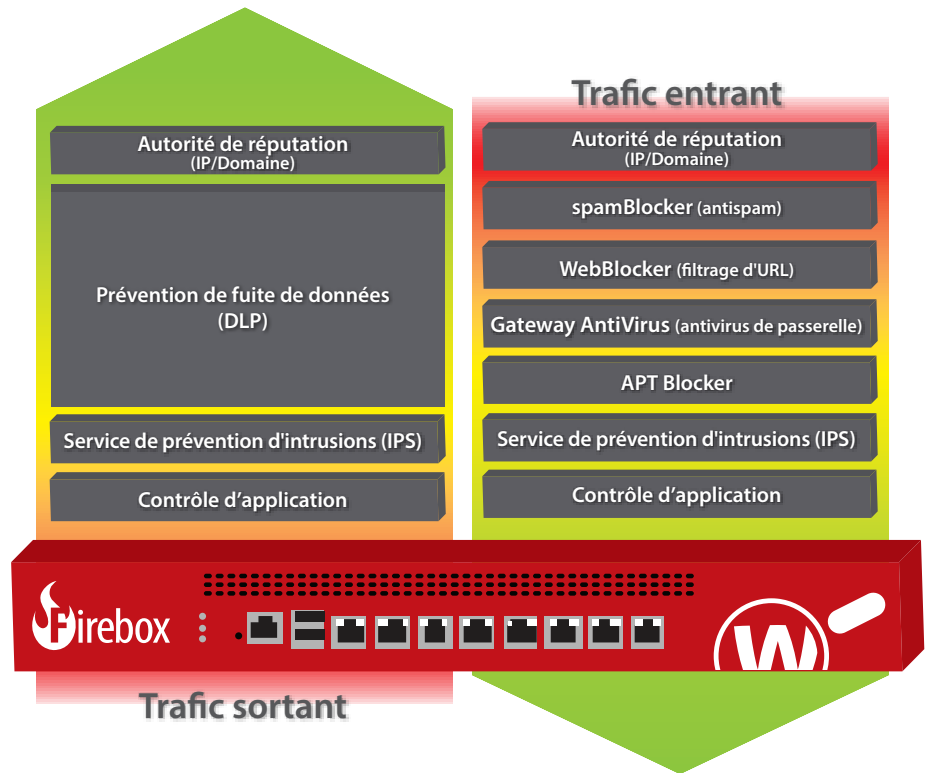 Autorité de réputation
(IP/Domaine)
Prévention de fuite de données
(DLP)
Service de prévention d'intrusions (IPS)
Contrôle d’application
Trafic entrant
Autorité de réputation
(IP/Domaine)
spamBlocker (antispam)
WebBlocker (filtrage d'URL)
Gateway AntiVirus (antivirus de passerelle)
APT Blocker
Service de prévention d'intrusions (IPS)
Contrôle d’application
Firebox
W
Trafic sortant